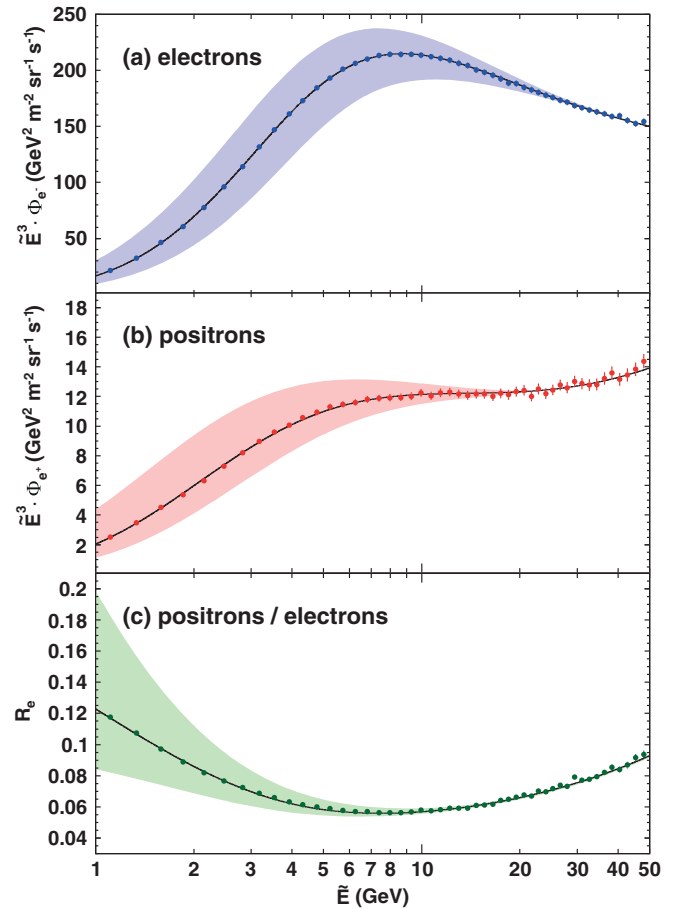 250
(a) electrons
200
150
100
50
Ẽ³ · Φe⁻ (GeV² m⁻² sr⁻¹ s⁻¹)
18
(b) positrons
16
14
12
10
8
6
4
2
Ẽ³ · Φe⁺ (GeV² m⁻² sr⁻¹ s⁻¹)
0.2
(c) positrons / electrons
0.18
0.16
0.14
0.12
0.1
0.08
0.06
0.04
Rₑ
1 2 3 4 5 6 7 8 10 20 30 40 50
Ẽ (GeV)